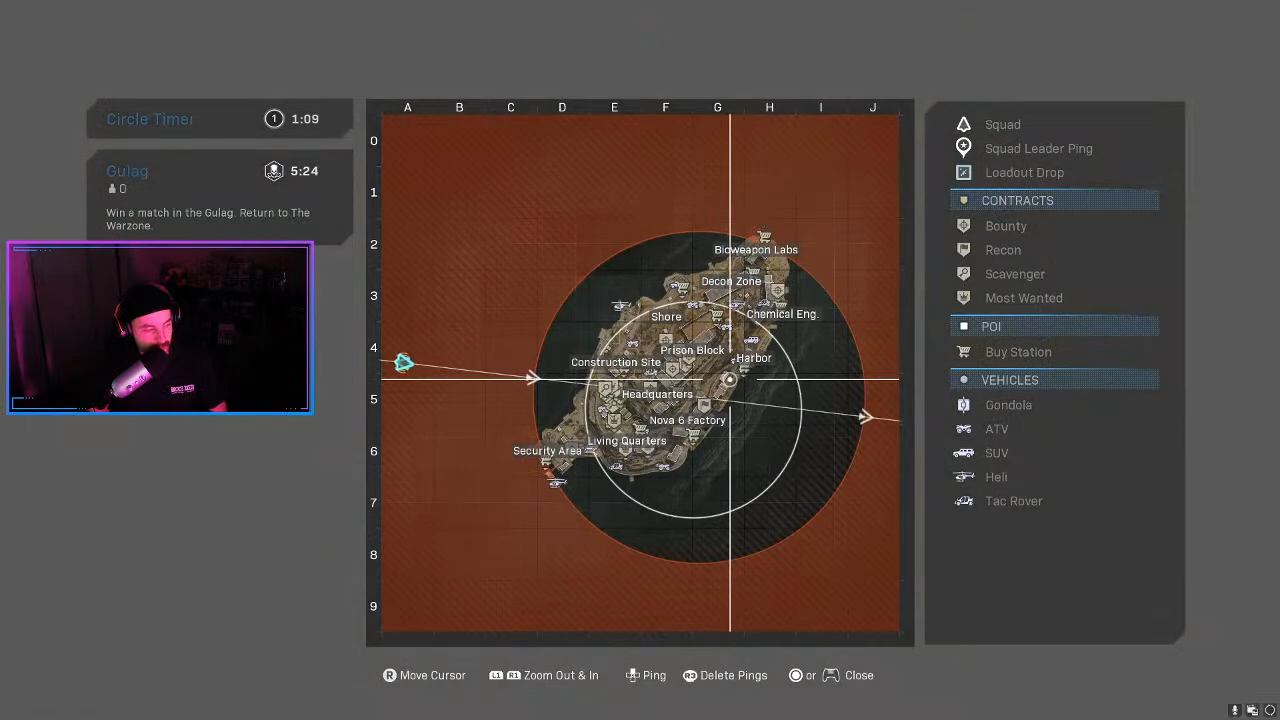 Circle Timer
1
1:09
Gulag
5:24
0
Win a match in the Gulag. Return to The
Warzone.
A B C D E F G H I J
0
1
2
3
4
5
6
7
8
9
Bioweapon Labs
Decon Zone
Chemical Eng.
Shore
Prison Block
Harbor
Construction Site
Headquarters
Nova 6 Factory
Living Quarters
Security Area
Squad
Squad Leader Ping
Loadout Drop
CONTRACTS
Bounty
Recon
Scavenger
Most Wanted
POI
Buy Station
VEHICLES
Gondola
ATV
SUV
Heli
Tac Rover
R Move Cursor L1 R1 Zoom Out & In Ping R3 Delete Pings or Close